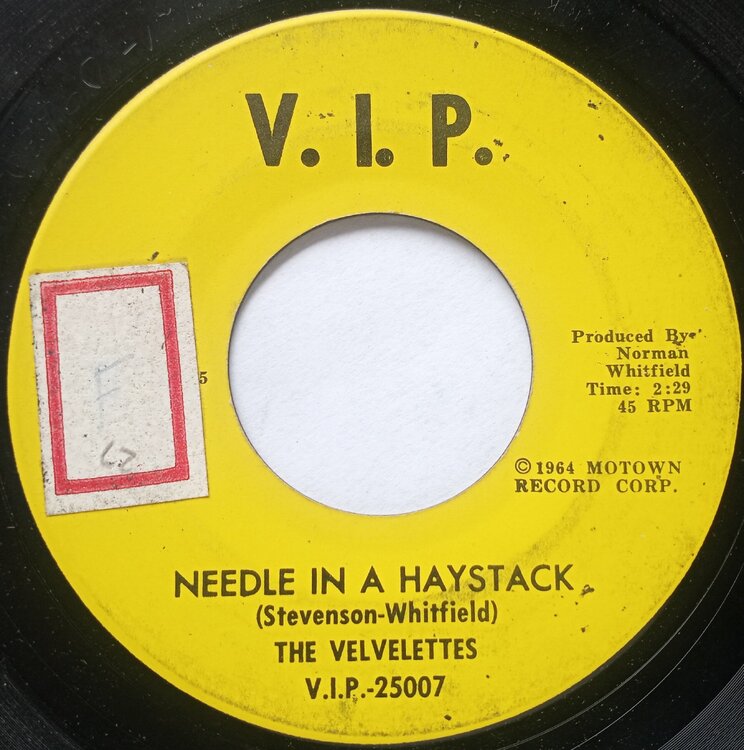 V. I. P.
5
Produced By
Norman
Whitfield
Time: 2:29
45 RPM
© 1964 MOTOWN
RECORD CORP.
NEEDLE IN A HAYSTACK
(Stevenson-Whitfield)
THE VELVELETTES
V.I.P.-25007